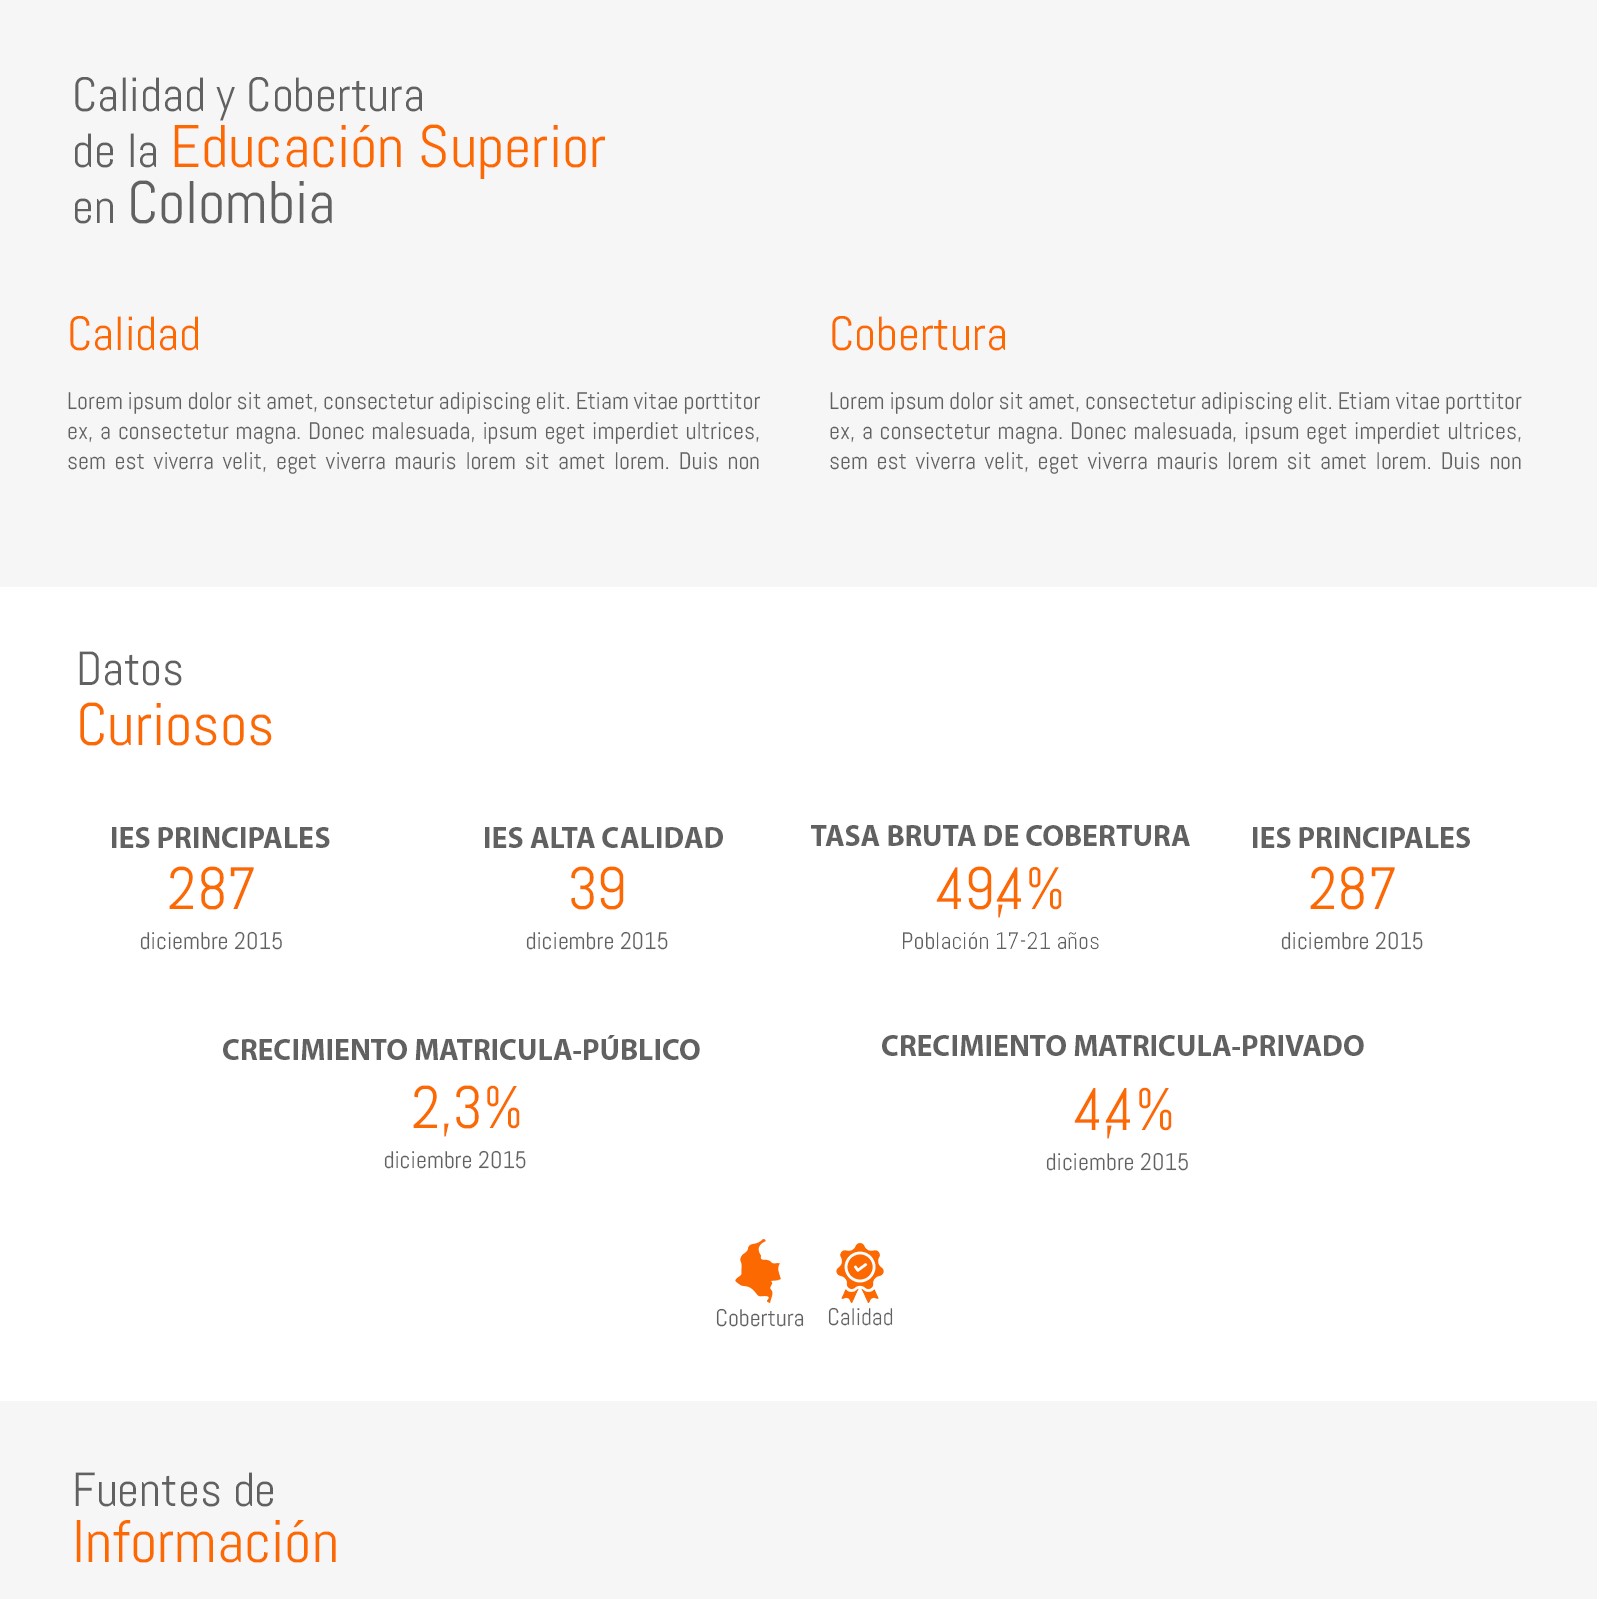 Calidad y Cobertura
de la Educación Superior
en Colombia
Calidad
Lorem ipsum dolor sit amet, consectetur adipiscing elit. Etiam vitae porttitor
ex, a consectetur magna. Donec malesuada, ipsum eget imperdiet ultrices,
sem est viverra velit, eget viverra mauris lorem sit amet lorem. Duis non
Cobertura
Lorem ipsum dolor sit amet, consectetur adipiscing elit. Etiam vitae porttitor
ex, a consectetur magna. Donec malesuada, ipsum eget imperdiet ultrices,
sem est viverra velit, eget viverra mauris lorem sit amet lorem. Duis non
Datos
Curiosos
IES PRINCIPALES
287
diciembre 2015
IES ALTA CALIDAD
39
diciembre 2015
TASA BRUTA DE COBERTURA
49,4%
Población 17-21 años
IES PRINCIPALES
287
diciembre 2015
CRECIMIENTO MATRICULA-PÚBLICO
2,3%
diciembre 2015
CRECIMIENTO MATRICULA-PRIVADO
4,4%
diciembre 2015
Cobertura
Calidad
Fuentes de
Información